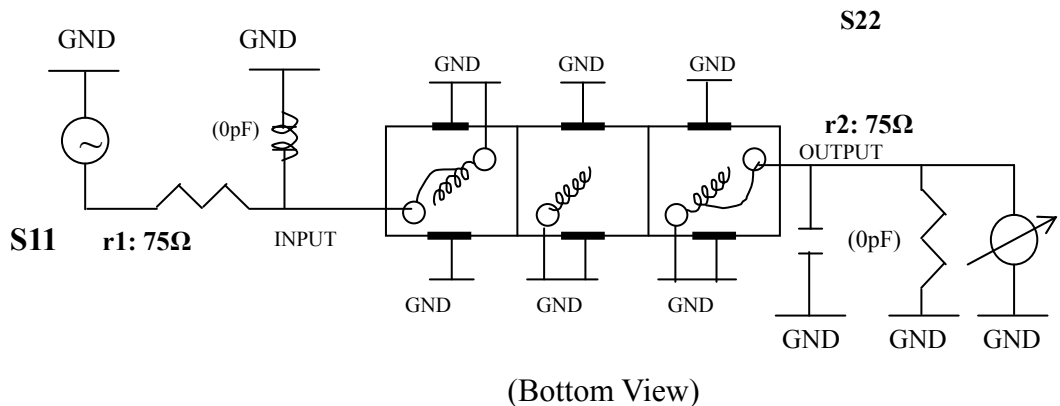 S22
GND
GND
GND
GND
GND
(0pF)
r2: 75Ω
OUTPUT
S11
r1: 75Ω
INPUT
(0pF)
GND
GND
GND
GND
GND
GND
(Bottom View)